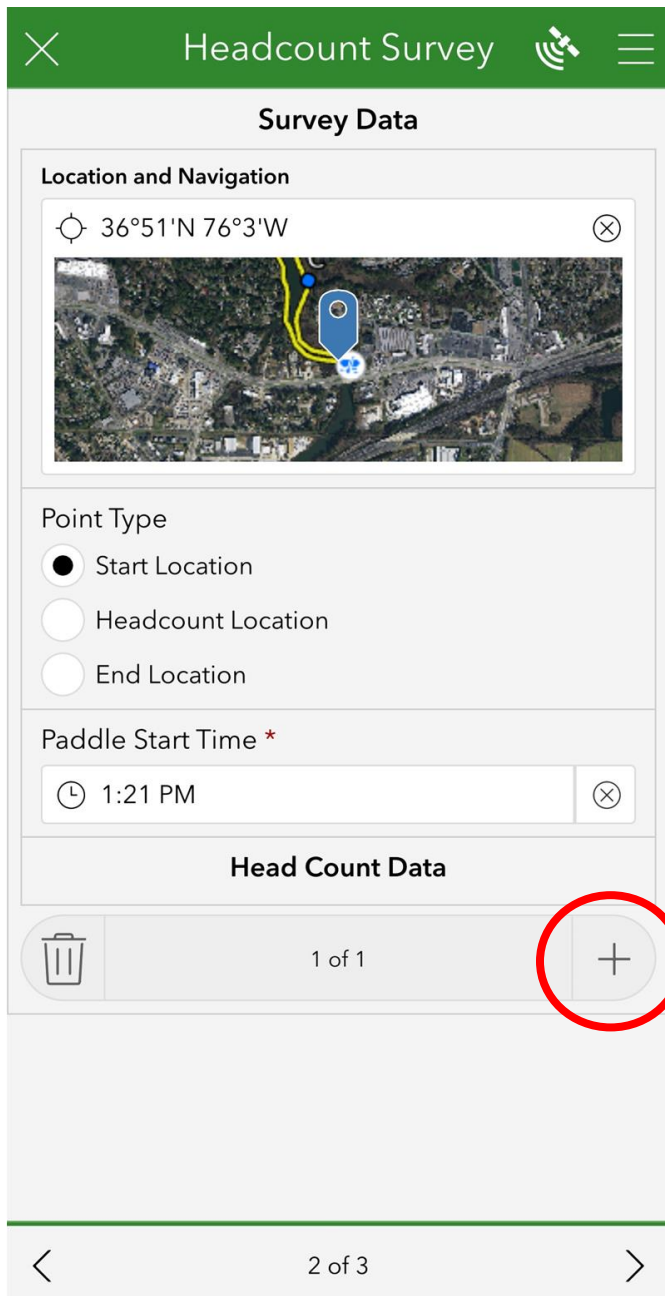 Headcount Survey
Survey Data
Location and Navigation
36°51'N 76°3'W
Point Type
Start Location
Headcount Location
End Location
Paddle Start Time *
1:21 PM
Head Count Data
1 of 1
2 of 3